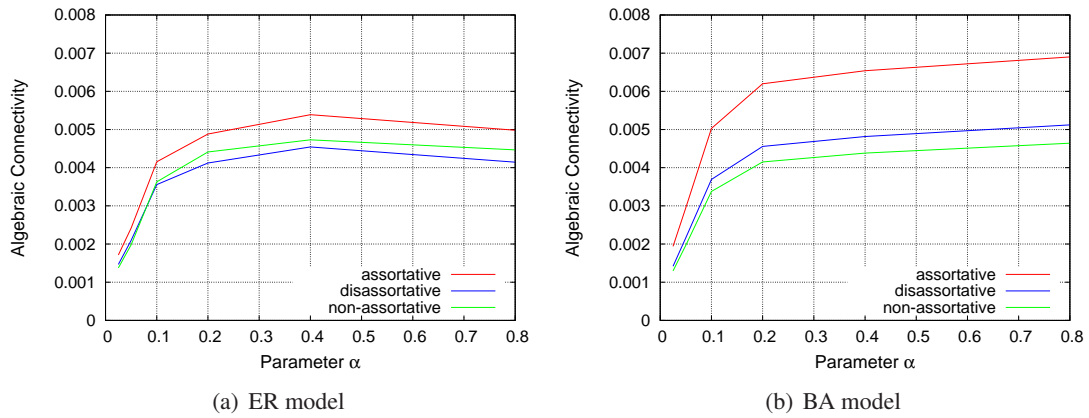 0.008
0.007
0.006
0.005
0.004
0.003
0.002
0.001
0
Algebraic Connectivity
assortative
disassortative
non-assortative
0 0.1 0.2 0.3 0.4 0.5 0.6 0.7 0.8
Parameter α
(a) ER model
0.008
0.007
0.006
0.005
0.004
0.003
0.002
0.001
0
Algebraic Connectivity
assortative
disassortative
non-assortative
0 0.1 0.2 0.3 0.4 0.5 0.6 0.7 0.8
Parameter α
(b) BA model